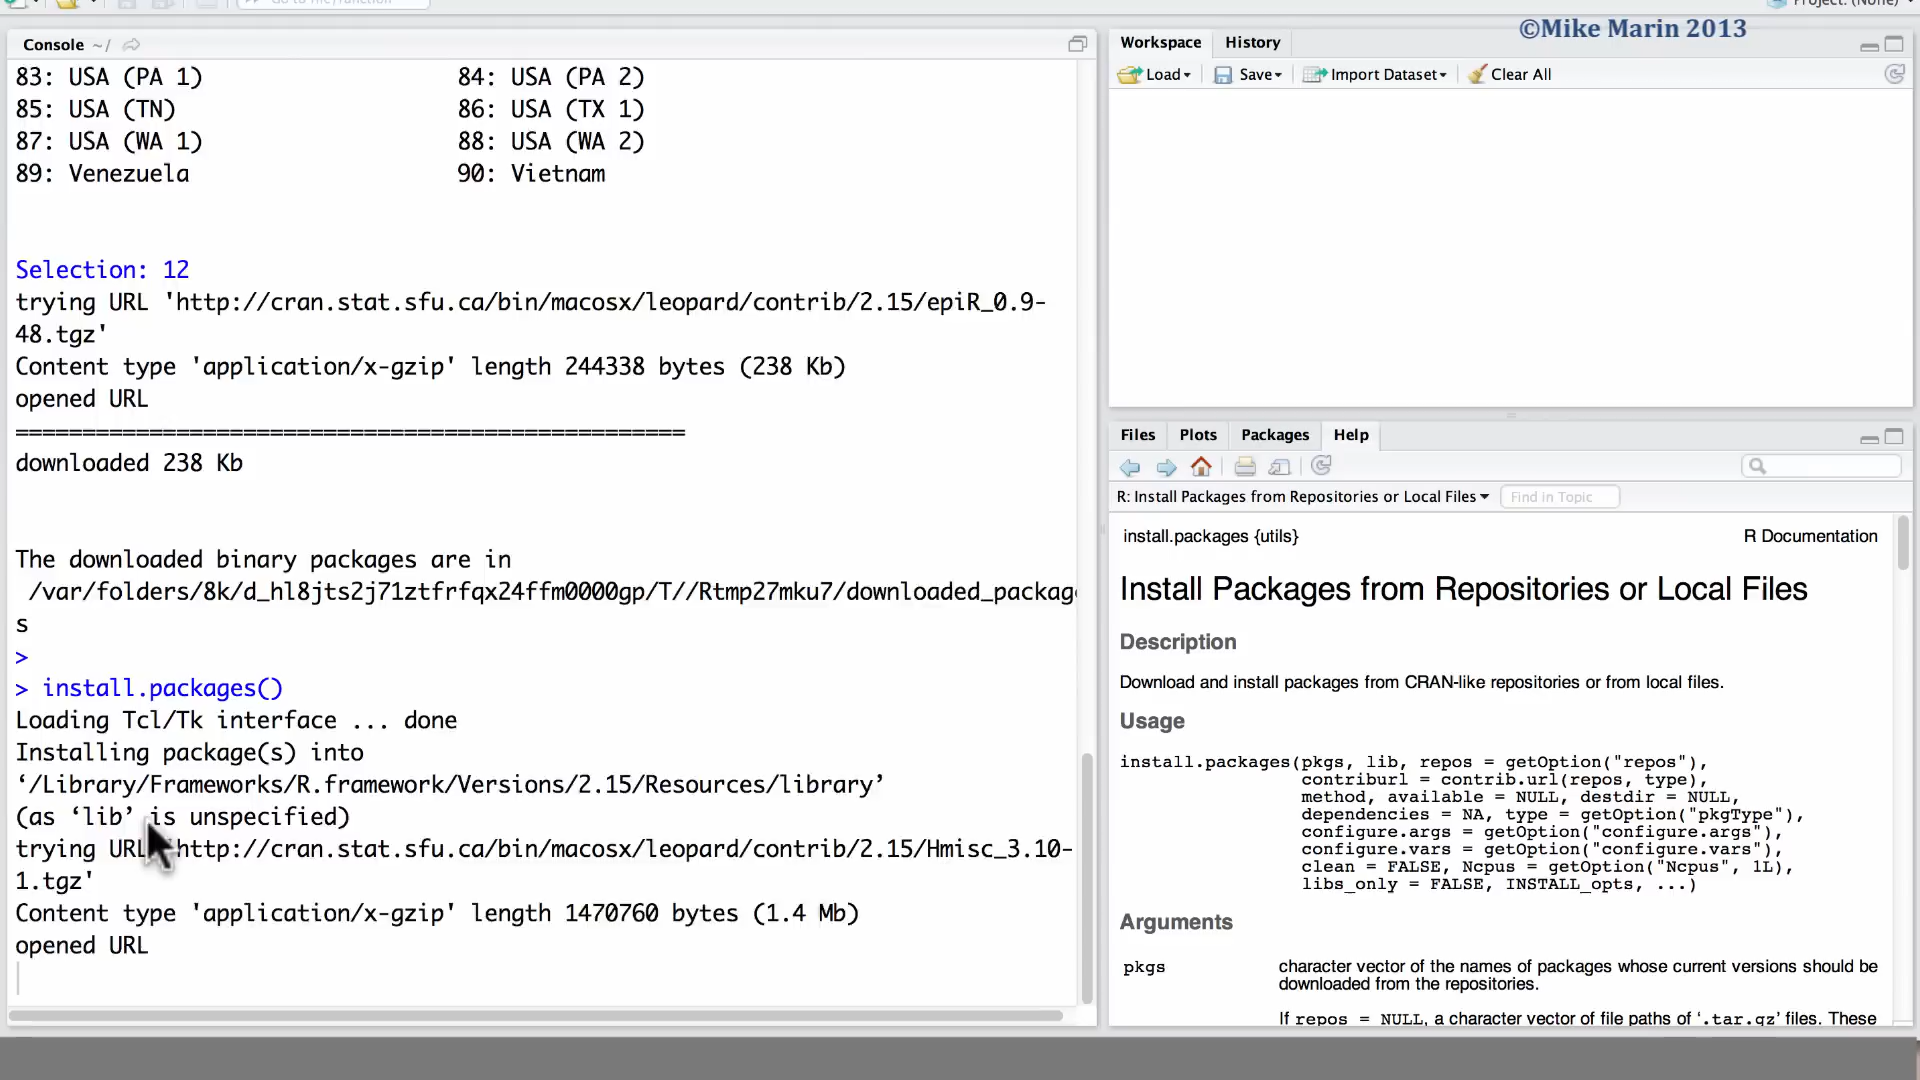 Go to file/function
Project: (None)
©Mike Marin 2013
Console ~/
83: USA (PA 1) 84: USA (PA 2)
85: USA (TN) 86: USA (TX 1)
87: USA (WA 1) 88: USA (WA 2)
89: Venezuela 90: Vietnam
Selection: 12
trying URL 'http://cran.stat.sfu.ca/bin/macosx/leopard/contrib/2.15/epiR_0.9-
48.tgz'
Content type 'application/x-gzip' length 244338 bytes (238 Kb)
opened URL
==================================================
downloaded 238 Kb
The downloaded binary packages are in
/var/folders/8k/d_hl8jts2j71ztfrfqx24ffm0000gp/T//Rtmp27mku7/downloaded_package
s
>
> install.packages()
Loading Tcl/Tk interface ... done
Installing package(s) into
‘/Library/Frameworks/R.framework/Versions/2.15/Resources/library’
(as ‘lib’ is unspecified)
trying URL 'http://cran.stat.sfu.ca/bin/macosx/leopard/contrib/2.15/Hmisc_3.10-
1.tgz'
Content type 'application/x-gzip' length 1470760 bytes (1.4 Mb)
opened URL
Workspace History
Load Save Import Dataset Clear All
Files Plots Packages Help
R: Install Packages from Repositories or Local Files Find in Topic
install.packages {utils} R Documentation
Install Packages from Repositories or Local Files
Description
Download and install packages from CRAN-like repositories or from local files.
Usage
install.packages(pkgs, lib, repos = getOption("repos"),
contriburl = contrib.url(repos, type),
method, available = NULL, destdir = NULL,
dependencies = NA, type = getOption("pkgType"),
configure.args = getOption("configure.args"),
configure.vars = getOption("configure.vars"),
clean = FALSE, Ncpus = getOption("Ncpus", 1L),
libs_only = FALSE, INSTALL_opts, ...)
Arguments
pkgs character vector of the names of packages whose current versions should be
downloaded from the repositories.
If repos = NULL, a character vector of file paths of ‘.tar.gz’ files. These